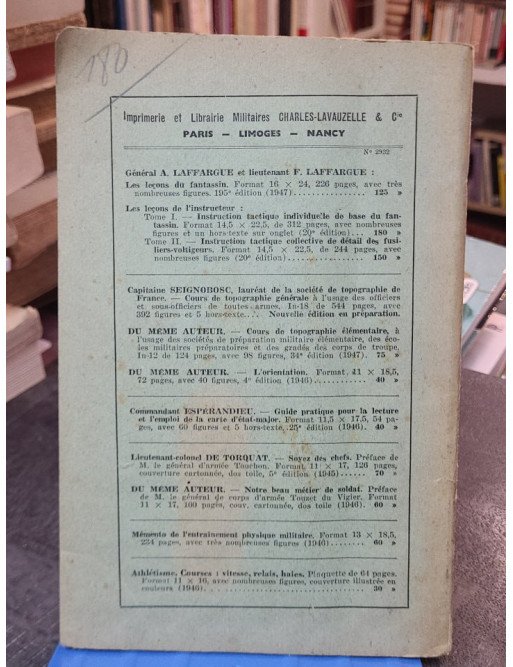 180.
Imprimerie et Librairie Militaires CHARLES-LAVAUZELLE & Cie
PARIS — LIMOGES — NANCY
N° 2932
Général A. LAFFARGUE et lieutenant F. LAFFARGUE :
Les leçons du fantassin. Format 16 × 24, 226 pages, avec très
nombreuses figures. 195e édition (1947)............... 125 »
Les leçons de l'instructeur :
Tome I. — Instruction tactique individuelle de base du fan-
tassin. Format 14,5 × 22,5, de 312 pages, avec nombreuses
figures et un hors-texte sur onglet (20e édition).... 180 »
Tome II. — Instruction tactique collective de détail des fusi-
liers-voltigeurs. Format 14,5 × 22,5, de 244 pages, avec
nombreuses figures (20e édition)..................... 150 »
Capitaine SEIGNOBOSC, lauréat de la société de topographie de
France. — Cours de topographie générale à l'usage des officiers
et sous-officiers de toutes armes. In-18 de 544 pages, avec
392 figures et 5 hors-texte... Nouvelle édition en préparation.
DU MÊME AUTEUR. — Cours de topographie élémentaire, à
l'usage des sociétés de préparation militaire élémentaire, des éco-
les militaires préparatoires et des gradés des corps de troupe.
In-12 de 124 pages, avec 98 figures, 34e édition (1947). 75 »
DU MÊME AUTEUR. — L'orientation. Format, 11 × 18,5,
72 pages, avec 40 figures, 4e édition (1946)............ 40 »
Commandant ESPÉRANDIEU. — Guide pratique pour la lecture
et l'emploi de la carte d'état-major. Format 11,5 × 17,5, 54 pa-
ges, avec 60 figures et 5 hors-texte, 25e édition (1946). 40 »
Lieutenant-colonel DE TORQUAT. — Soyez des chefs. Préface de
M. le général d'armée Touchon. Format 11 × 17, 126 pages,
couverture cartonnée, dos toile, 5e édition (1945)....... 70 »
DU MÊME AUTEUR. — Notre beau métier de soldat. Préface
de M. le général de corps d'armée Touzet du Vigier. Format
11 × 17, 100 pages, couv. cartonnée, dos toile (1946). 60 »
Mémento de l'entraînement physique militaire. Format 13 × 18,5,
224 pages, avec très nombreuses figures (1946)........ 60 »
Athlétisme. Courses : vitesse, relais, haies. Plaquette de 64 pages.
Format 11 × 16, avec nombreuses figures, couverture illustrée en
couleurs (1946)............................. 30 »